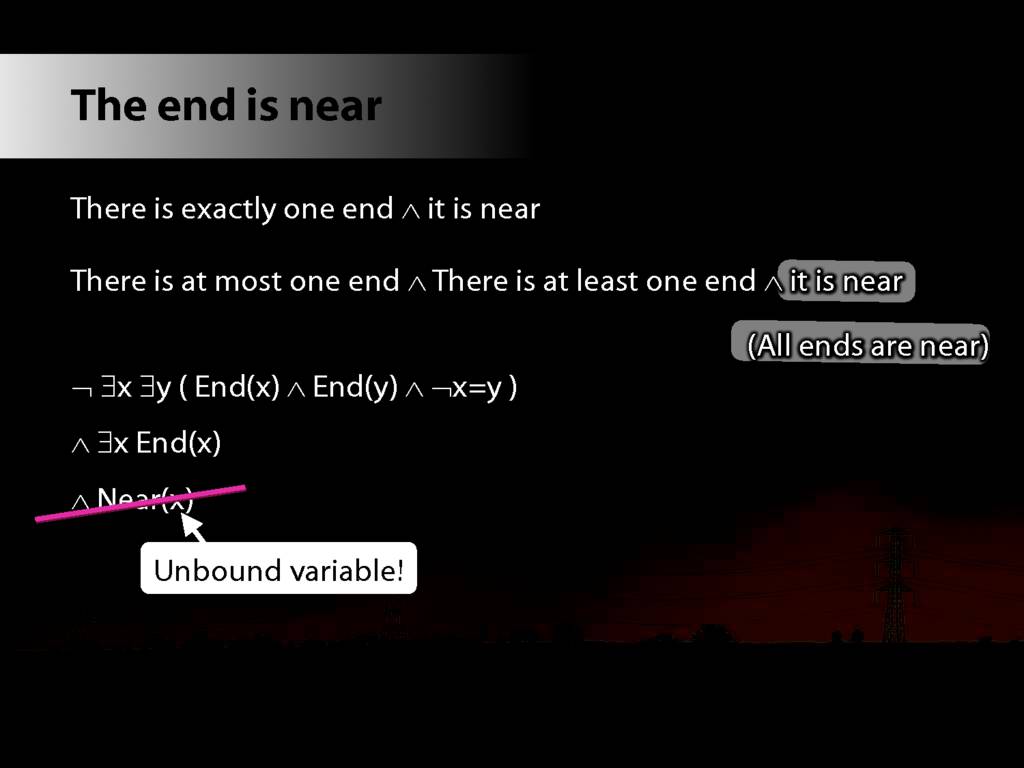 The end is near
There is exactly one end ∧ it is near
There is at most one end ∧ There is at least one end ∧ it is near
(All ends are near)
¬ ∃x ∃y ( End(x) ∧ End(y) ∧ ¬x=y )
∧ ∃x End(x)
∧ Near(x)
Unbound variable!